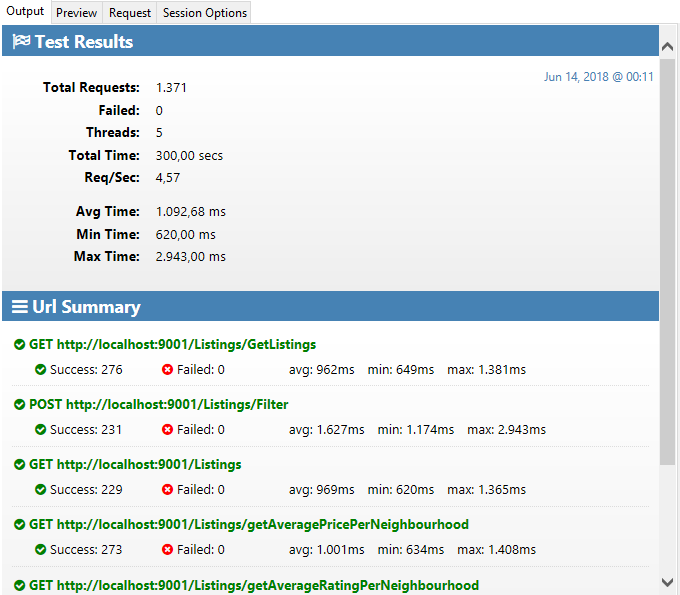 Output Preview Request Session Options
Test Results
Jun 14, 2018 @ 00:11
Total Requests: 1.371
Failed: 0
Threads: 5
Total Time: 300,00 secs
Req/Sec: 4,57
Avg Time: 1.092,68 ms
Min Time: 620,00 ms
Max Time: 2.943,00 ms
Url Summary
GET http://localhost:9001/Listings/GetListings
Success: 276 Failed: 0 avg: 962ms min: 649ms max: 1.381ms
POST http://localhost:9001/Listings/Filter
Success: 231 Failed: 0 avg: 1.627ms min: 1.174ms max: 2.943ms
GET http://localhost:9001/Listings
Success: 229 Failed: 0 avg: 969ms min: 620ms max: 1.365ms
GET http://localhost:9001/Listings/getAveragePricePerNeighbourhood
Success: 273 Failed: 0 avg: 1.001ms min: 634ms max: 1.408ms
GET http://localhost:9001/Listings/getAverageRatingPerNeighbourhood